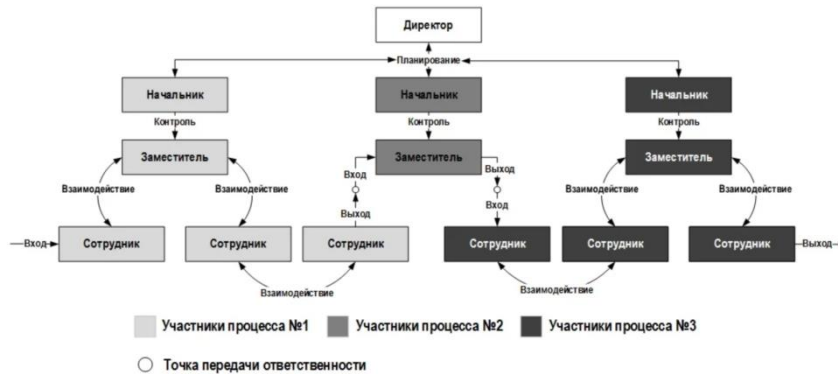 Директор
Планирование
Начальник
Начальник
Начальник
Контроль
Контроль
Контроль
Заместитель
Заместитель
Заместитель
Взаимодействие
Взаимодействие
Вход
Выход
Выход
Вход
Взаимодействие
Взаимодействие
Вход
Сотрудник
Сотрудник
Сотрудник
Сотрудник
Сотрудник
Сотрудник
Выход
Взаимодействие
Взаимодействие
Участники процесса №1
Участники процесса №2
Участники процесса №3
Точка передачи ответственности